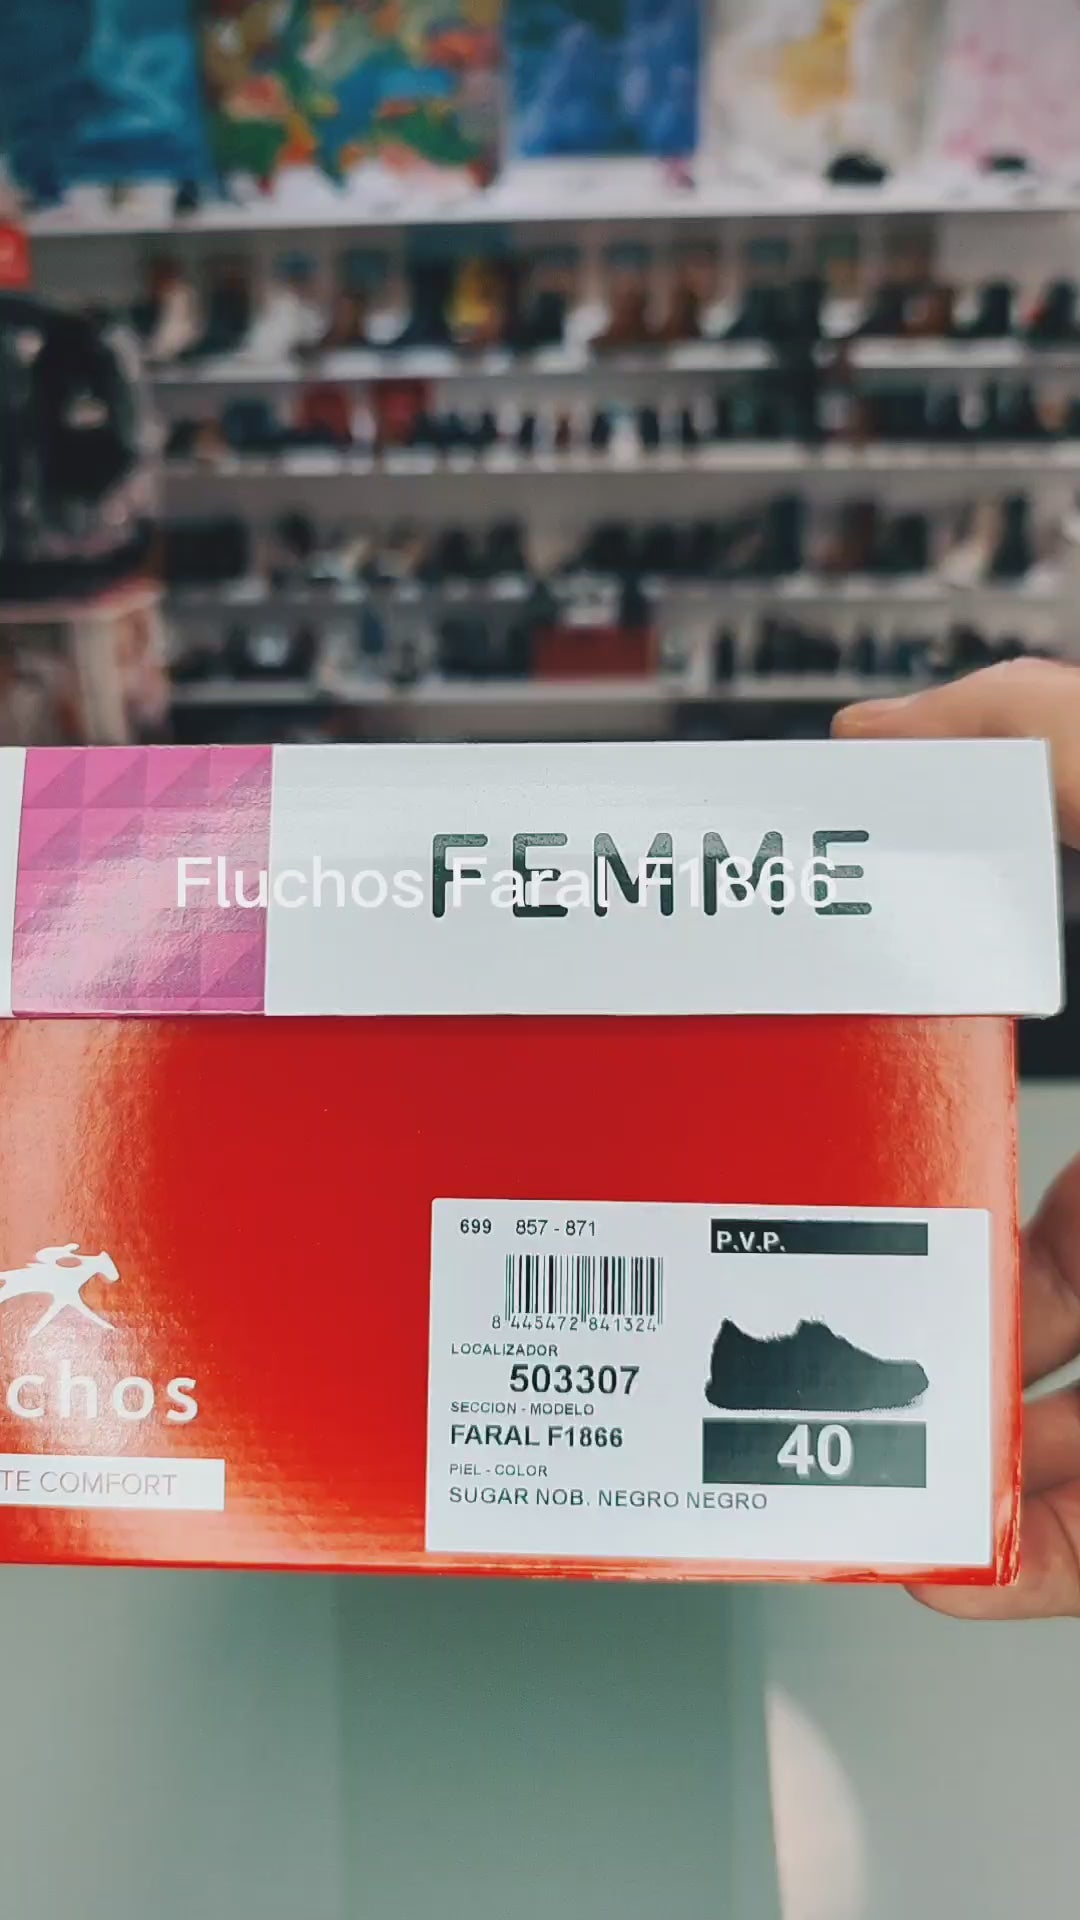 FEMME
Fluchos Faral F1866
699 857 - 871
P.V.P.
8 445472 841324
LOCALIZADOR
503307
SECCION - MODELO
FARAL F1866
40
PIEL - COLOR
SUGAR NOB. NEGRO NEGRO
chos
TE COMFORT